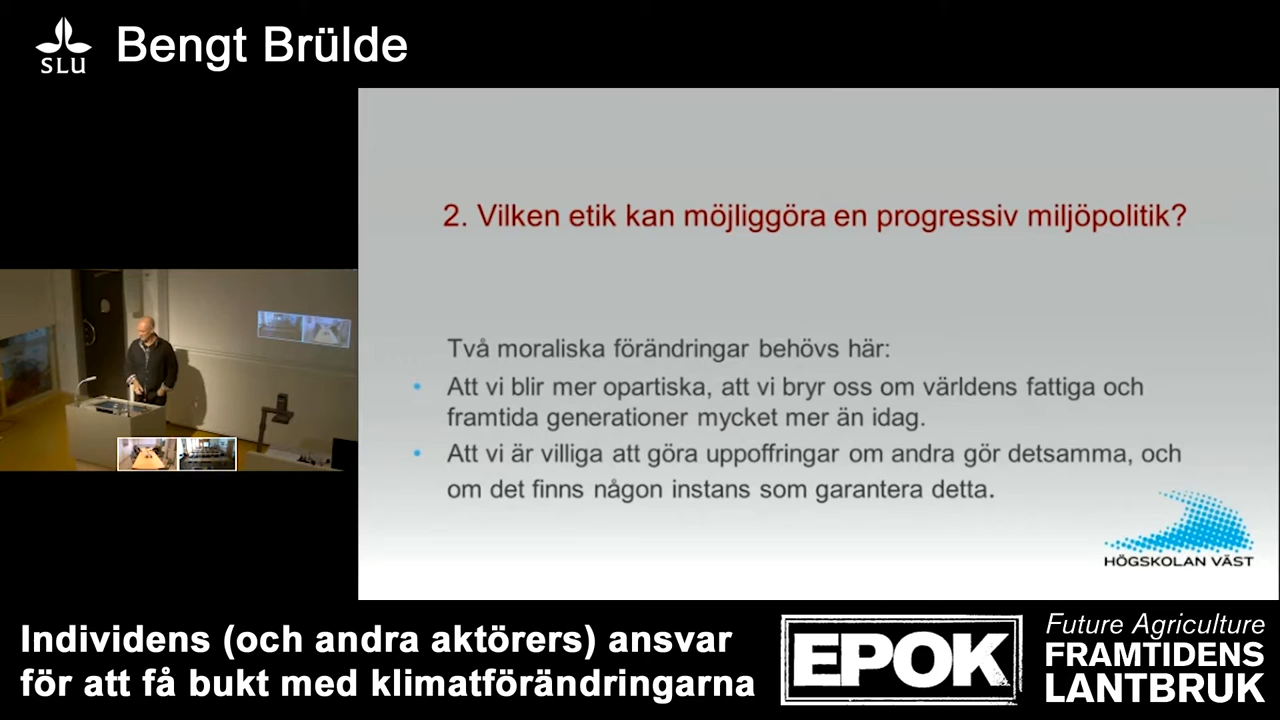 SLU
Bengt Brülde
2. Vilken etik kan möjliggöra en progressiv miljöpolitik?
Två moraliska förändringar behövs här:
• Att vi blir mer opartiska, att vi bryr oss om världens fattiga och
framtida generationer mycket mer än idag.
• Att vi är villiga att göra uppoffringar om andra gör detsamma, och
om det finns någon instans som garantera detta.
HÖGSKOLAN VÄST
Individens (och andra aktörers) ansvar
för att få bukt med klimatförändringarna
EPOK
Future Agriculture
FRAMTIDENS
LANTBRUK